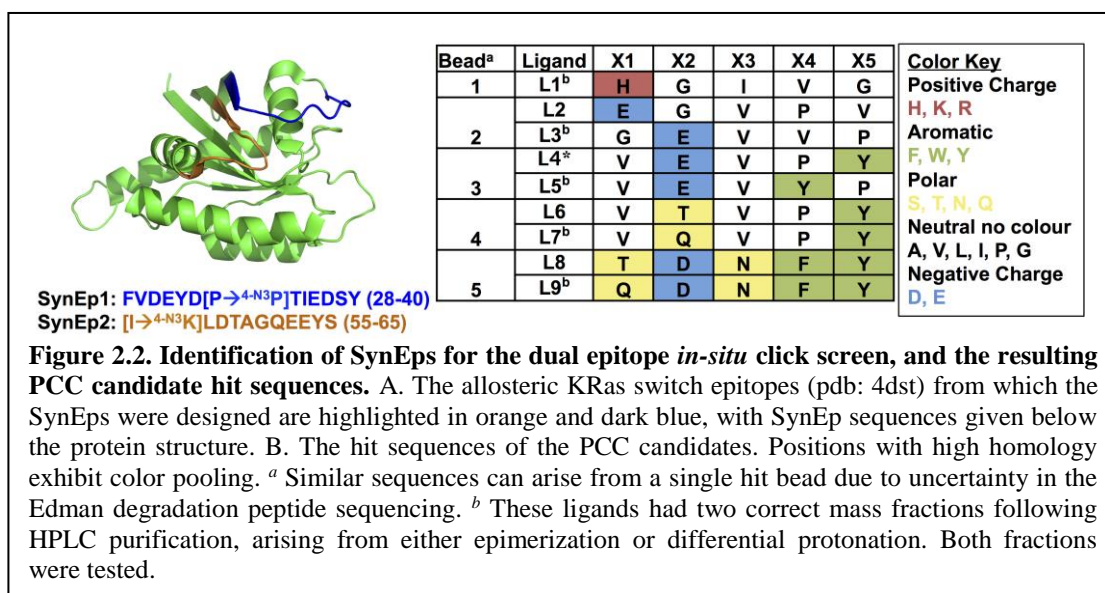 Beadᵃ Ligand X1 X2 X3 X4 X5
1 L1ᵇ H G I V G
L2 E G V P V
2 L3ᵇ G E V V P
L4* V E V P Y
3 L5ᵇ V E V Y P
L6 V T V P Y
4 L7ᵇ V Q V P Y
L8 T D N F Y
5 L9ᵇ Q D N F Y
Color Key
Positive Charge
H, K, R
Aromatic
F, W, Y
Polar
S, T, N, Q
Neutral no colour
A, V, L, I, P, G
Negative Charge
D, E
SynEp1: FVDEYD[P→⁴⁻ᴺ³P]TIEDSY (28-40)
SynEp2: [I→⁴⁻ᴺ³K]LDTAGQEEYS (55-65)
Figure 2.2. Identification of SynEps for the dual epitope in-situ click screen, and the resulting
PCC candidate hit sequences. A. The allosteric KRas switch epitopes (pdb: 4dst) from which the
SynEps were designed are highlighted in orange and dark blue, with SynEp sequences given below
the protein structure. B. The hit sequences of the PCC candidates. Positions with high homology
exhibit color pooling. ᵃ Similar sequences can arise from a single hit bead due to uncertainty in the
Edman degradation peptide sequencing. ᵇ These ligands had two correct mass fractions following
HPLC purification, arising from either epimerization or differential protonation. Both fractions
were tested.